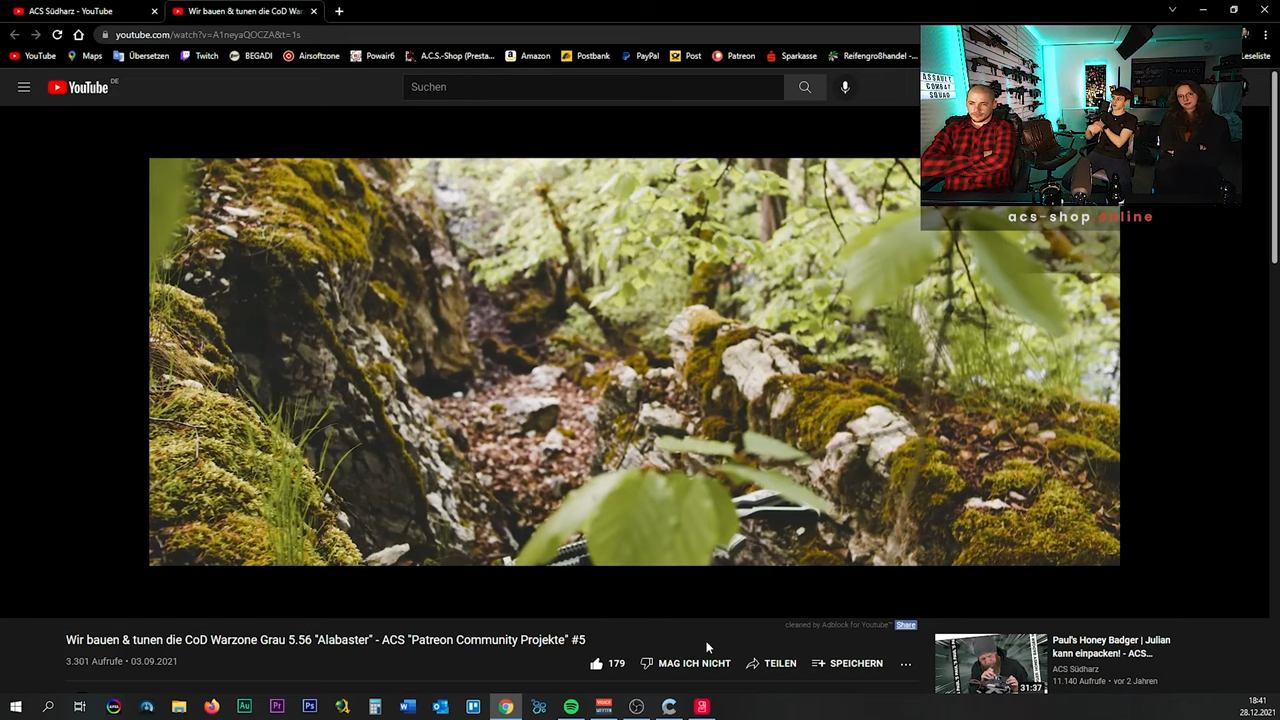 ACS Südharz - YouTube
Wir bauen & tunen die CoD War
youtube.com/watch?v=A1neyaQOCZA&t=1s
YouTube Maps Übersetzen Twitch BEGADI Airsoftzone Powair6 A.C.S.-Shop (Presta... Amazon Postbank PayPal Post Patreon Sparkasse Reifengroßhandel -... Leseliste
YouTube DE
Suchen
ASSAULT
COMBAT
SQUAD
acs-shop online
cleaned by Adblock for Youtube™ Share
Wir bauen & tunen die CoD Warzone Grau 5.56 "Alabaster" - ACS "Patreon Community Projekte" #5
3.301 Aufrufe • 03.09.2021
179 MAG ICH NICHT TEILEN SPEICHERN
31:37
Paul's Honey Badger | Julian
kann einpacken! - ACS...
ACS Südharz
11.140 Aufrufe • vor 2 Jahren
Au Pr Ps
18:41
28.12.2021